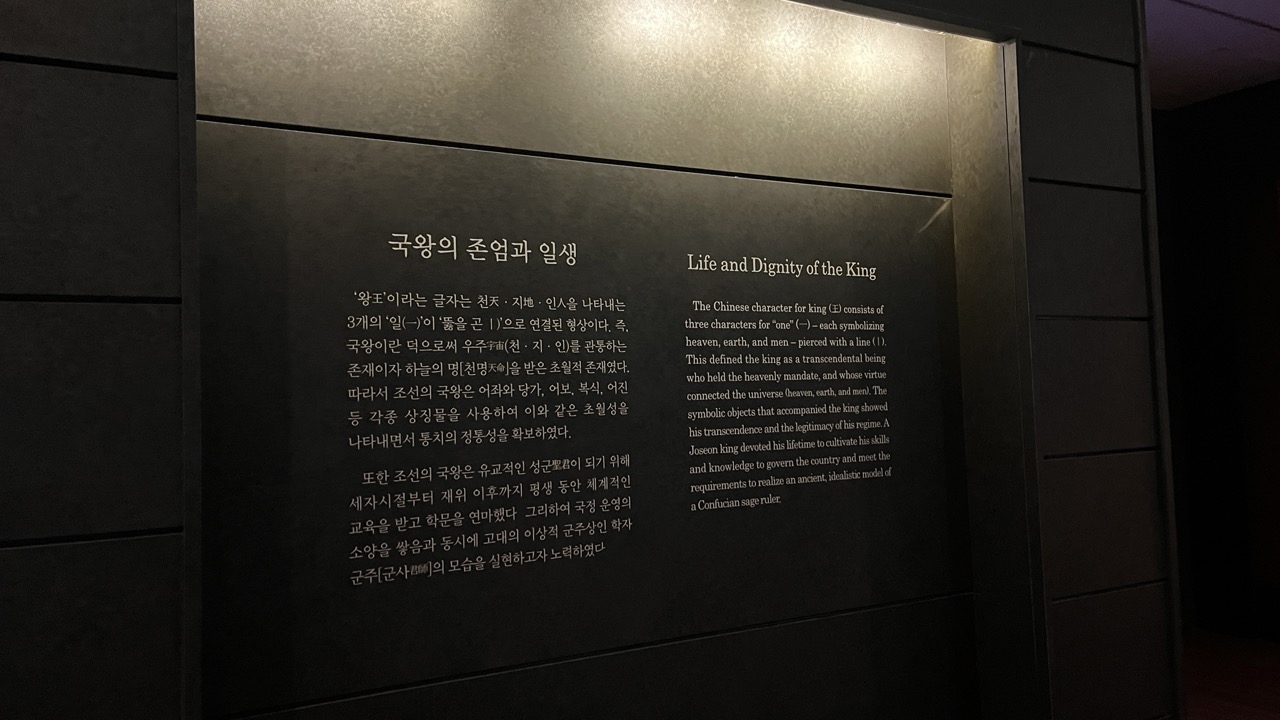 국왕의 존엄과 일생
‘왕王’이라는 글자는 천天 · 지地 · 인人을 나타내는
3개의 ‘일(一)’이 ‘뚫을 곤 ㅣ)’으로 연결된 형상이다. 즉,
국왕이란 덕으로써 우주宇宙(천 · 지 · 인)를 관통하는
존재이자 하늘의 명[천명天命]을 받은 초월적 존재였다.
따라서 조선의 국왕은 어좌와 당가, 어보, 복식, 어진
등 각종 상징물을 사용하여 이와 같은 초월성을
나타내면서 통치의 정통성을 확보하였다.
또한 조선의 국왕은 유교적인 성군聖君이 되기 위해
세자시절부터 재위 이후까지 평생 동안 체계적인
교육을 받고 학문을 연마했다 그리하여 국정 운영의
소양을 쌓음과 동시에 고대의 이상적 군주상인 학자
군주[군사君師]의 모습을 실현하고자 노력하였다
Life and Dignity of the King
The Chinese character for king (王) consists of
three characters for “one” (一) – each symbolizing
heaven, earth, and men – pierced with a line (ㅣ).
This defined the king as a transcendental being
who held the heavenly mandate, and whose virtue
connected the universe (heaven, earth, and men). The
symbolic objects that accompanied the king showed
his transcendence and the legitimacy of his regime. A
Joseon king devoted his lifetime to cultivate his skills
and knowledge to govern the country and meet the
requirements to realize an ancient, idealistic model of
a Confucian sage ruler.